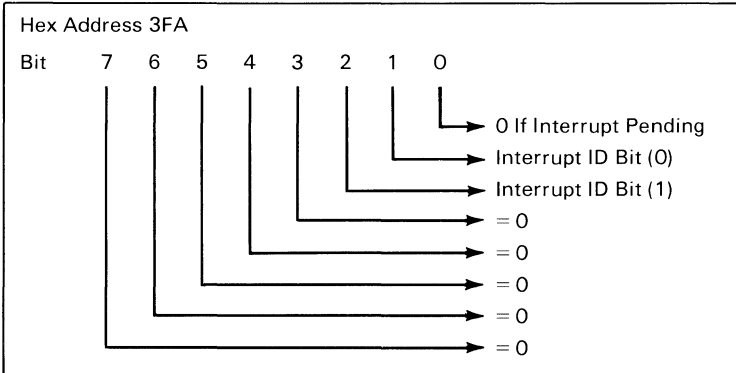 Hex Address 3FA
Bit 7 6 5 4 3 2 1 0
0 If Interrupt Pending
Interrupt ID Bit (0)
Interrupt ID Bit (1)
= 0
= 0
= 0
= 0
= 0